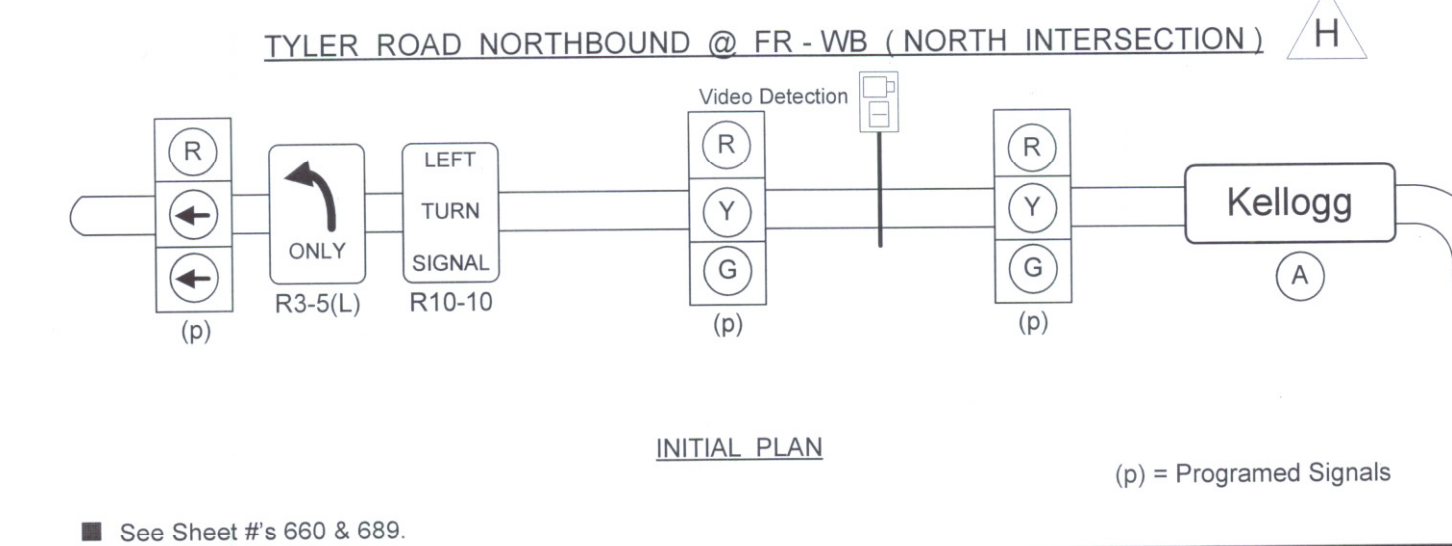 TYLER ROAD NORTHBOUND @ FR - WB ( NORTH INTERSECTION )
H
Video Detection
R
LEFT
TURN
SIGNAL
ONLY
R3-5(L)
R10-10
(p)
R
Y
G
(p)
R
Y
G
(p)
Kellogg
A
INITIAL PLAN
(p) = Programed Signals
See Sheet #'s 660 & 689.